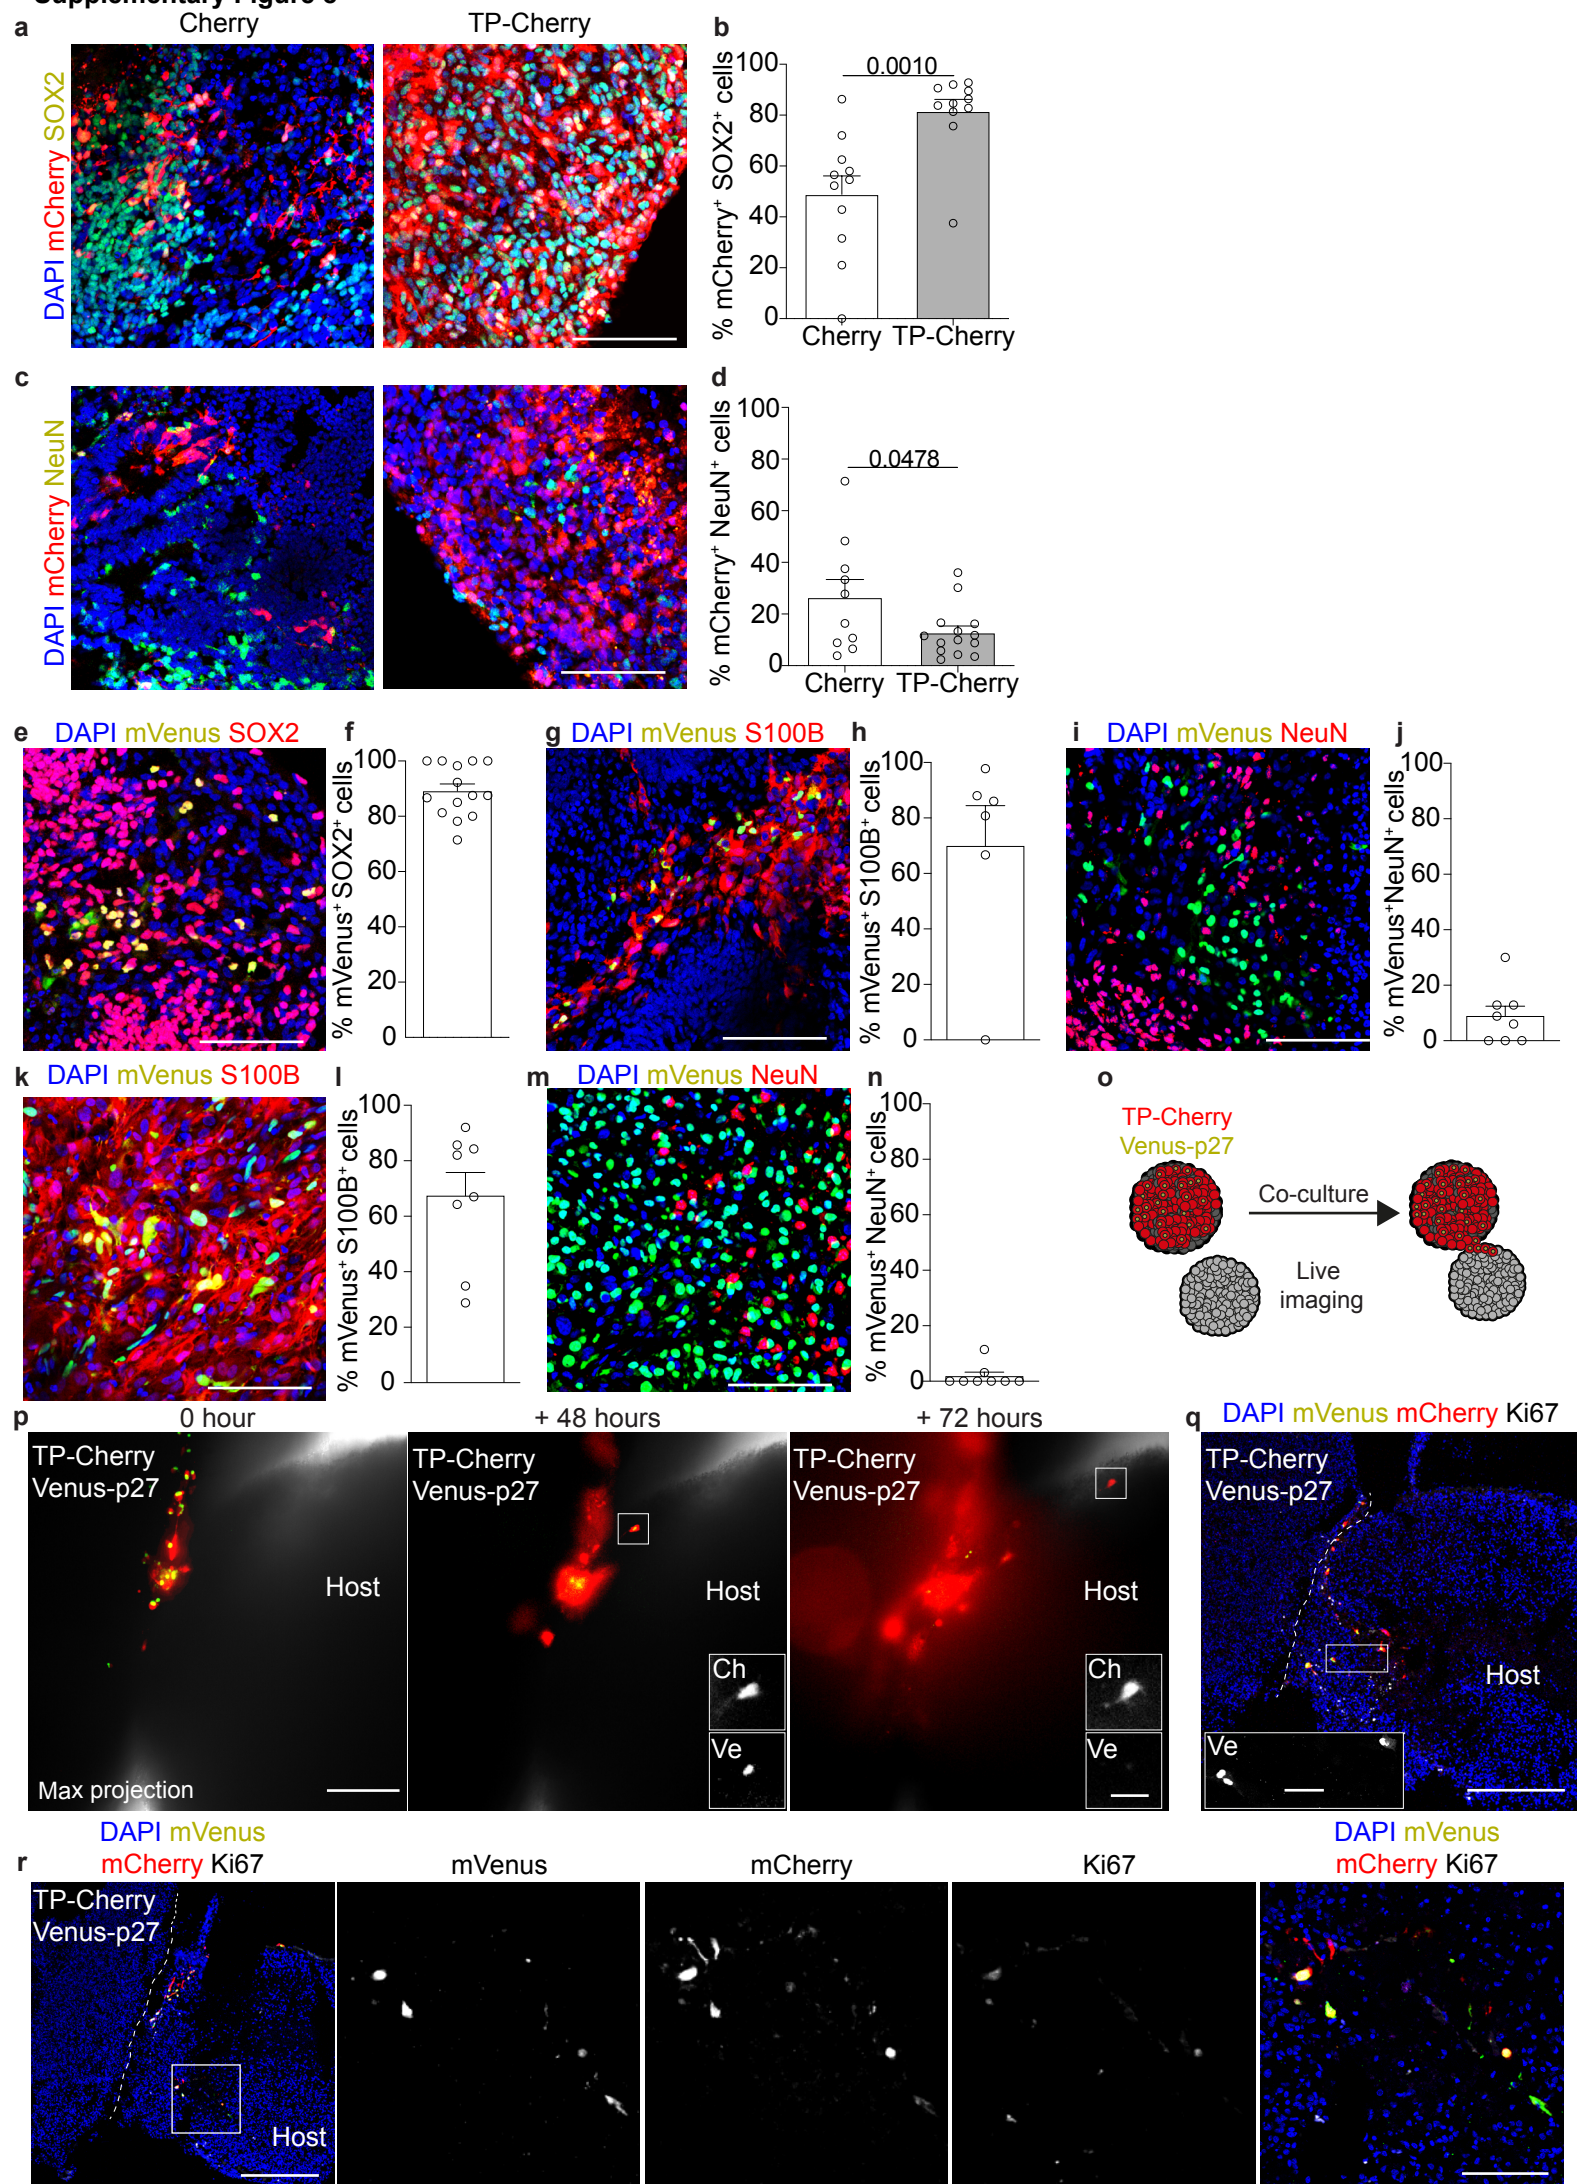 Supplementary Figure
a
Cherry
TP-Cherry
DAPI mCherry SOX2
b
% mCherry+ SOX2+ cells
100
80
60
40
20
0
0.0010
Cherry TP-Cherry
c
DAPI mCherry NeuN
d
% mCherry+ NeuN+ cells
100
80
60
40
20
0
0.0478
Cherry TP-Cherry
e
DAPI mVenus SOX2
f
% mVenus+ SOX2+ cells
100
80
60
40
20
0
g
DAPI mVenus S100B
h
% mVenus+ S100B+ cells
100
80
60
40
20
0
i
DAPI mVenus NeuN
j
% mVenus+NeuN+ cells
100
80
60
40
20
0
k
DAPI mVenus S100B
l
% mVenus+ S100B+ cells
100
80
60
40
20
0
m
DAPI mVenus NeuN
n
% mVenus+ NeuN+ cells
100
80
60
40
20
0
o
TP-Cherry
Venus-p27
Co-culture
Live
imaging
p
0 hour
TP-Cherry
Venus-p27
Host
Max projection
+ 48 hours
TP-Cherry
Venus-p27
Host
Ch
Ve
+ 72 hours
TP-Cherry
Venus-p27
Host
Ch
Ve
q
DAPI mVenus mCherry Ki67
TP-Cherry
Venus-p27
Host
Ve
r
DAPI mVenus
mCherry Ki67
TP-Cherry
Venus-p27
Host
mVenus
mCherry
Ki67
DAPI mVenus
mCherry Ki67